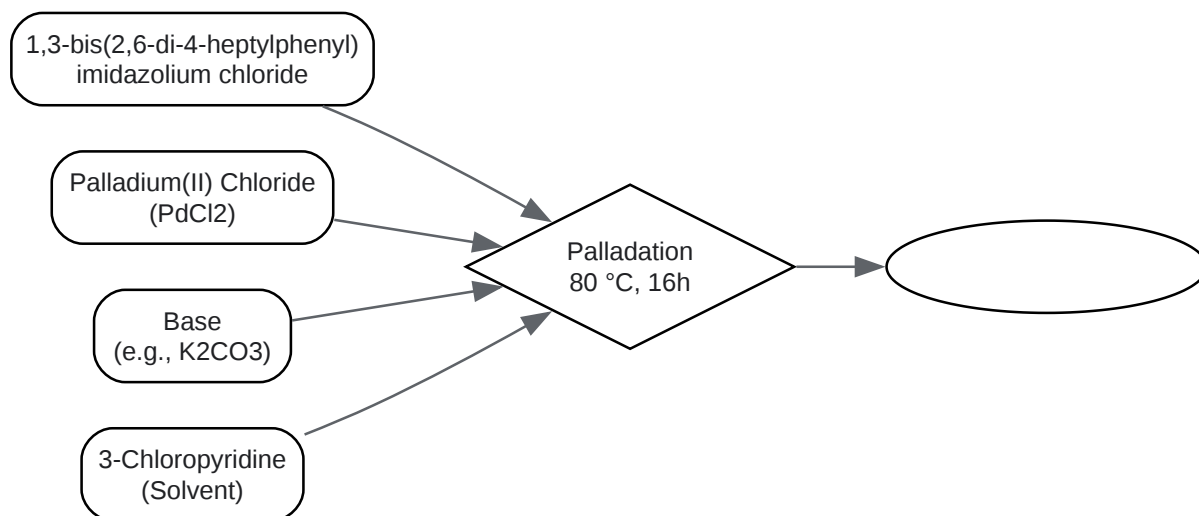 1,3-bis(2,6-di-4-heptylphenyl)
imidazolium chloride
Palladium(II) Chloride
(PdCl2)
Base
(e.g., K2CO3)
3-Chloropyridine
(Solvent)
Palladation
80 °C, 16h